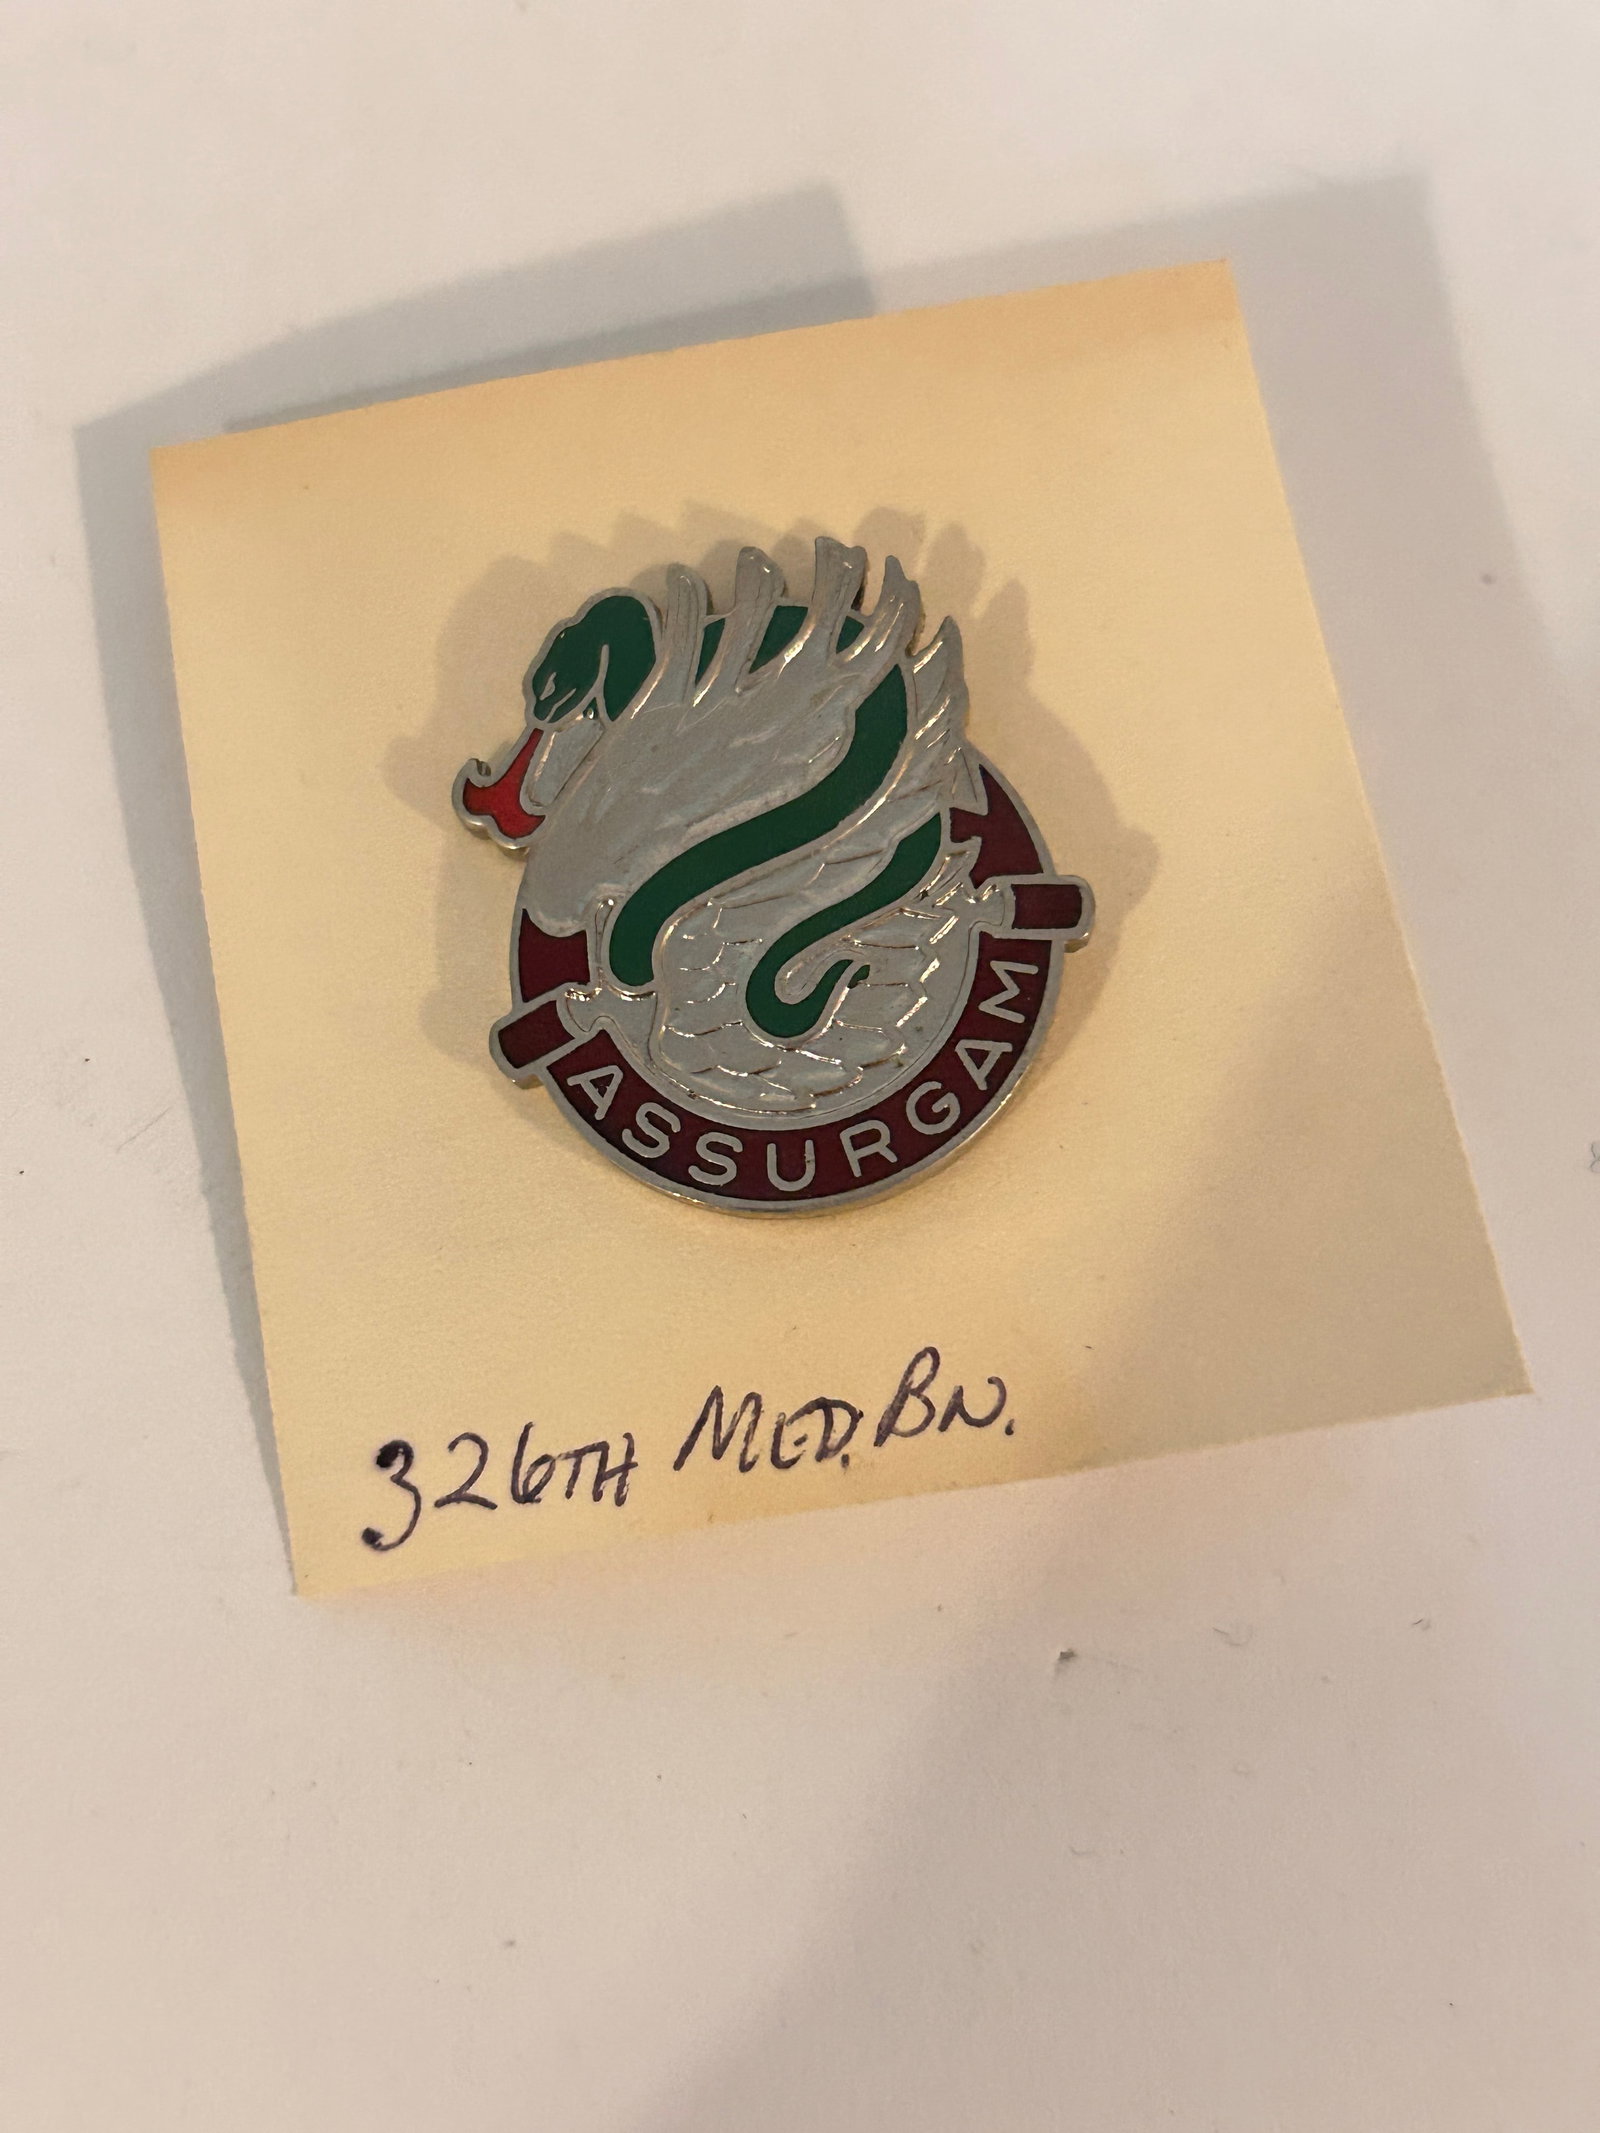 ASSURGAM
326TH MED. BN.